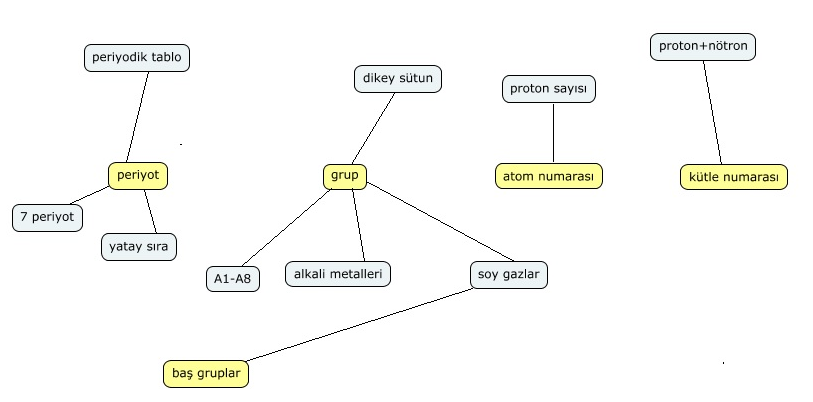 periyodik tablo
dikey sütun
proton sayısı
proton+nötron
periyot
grup
atom numarası
kütle numarası
7 periyot
yatay sıra
A1-A8
alkali metalleri
soy gazlar
baş gruplar